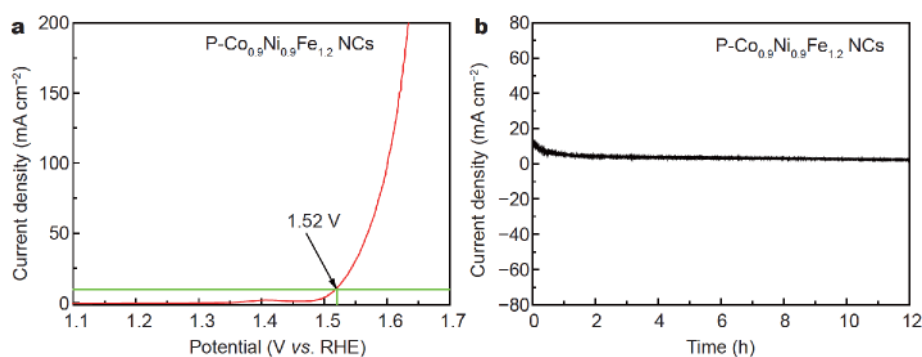 a
P-Co0.9Ni0.9Fe1.2 NCs
1.52 V
Current density (mA cm−2)
200
150
100
50
0
1.1 1.2 1.3 1.4 1.5 1.6 1.7
Potential (V vs. RHE)
b
P-Co0.9Ni0.9Fe1.2 NCs
Current density (mA cm−2)
80
60
40
20
0
−20
−40
−60
−80
0 2 4 6 8 10 12
Time (h)